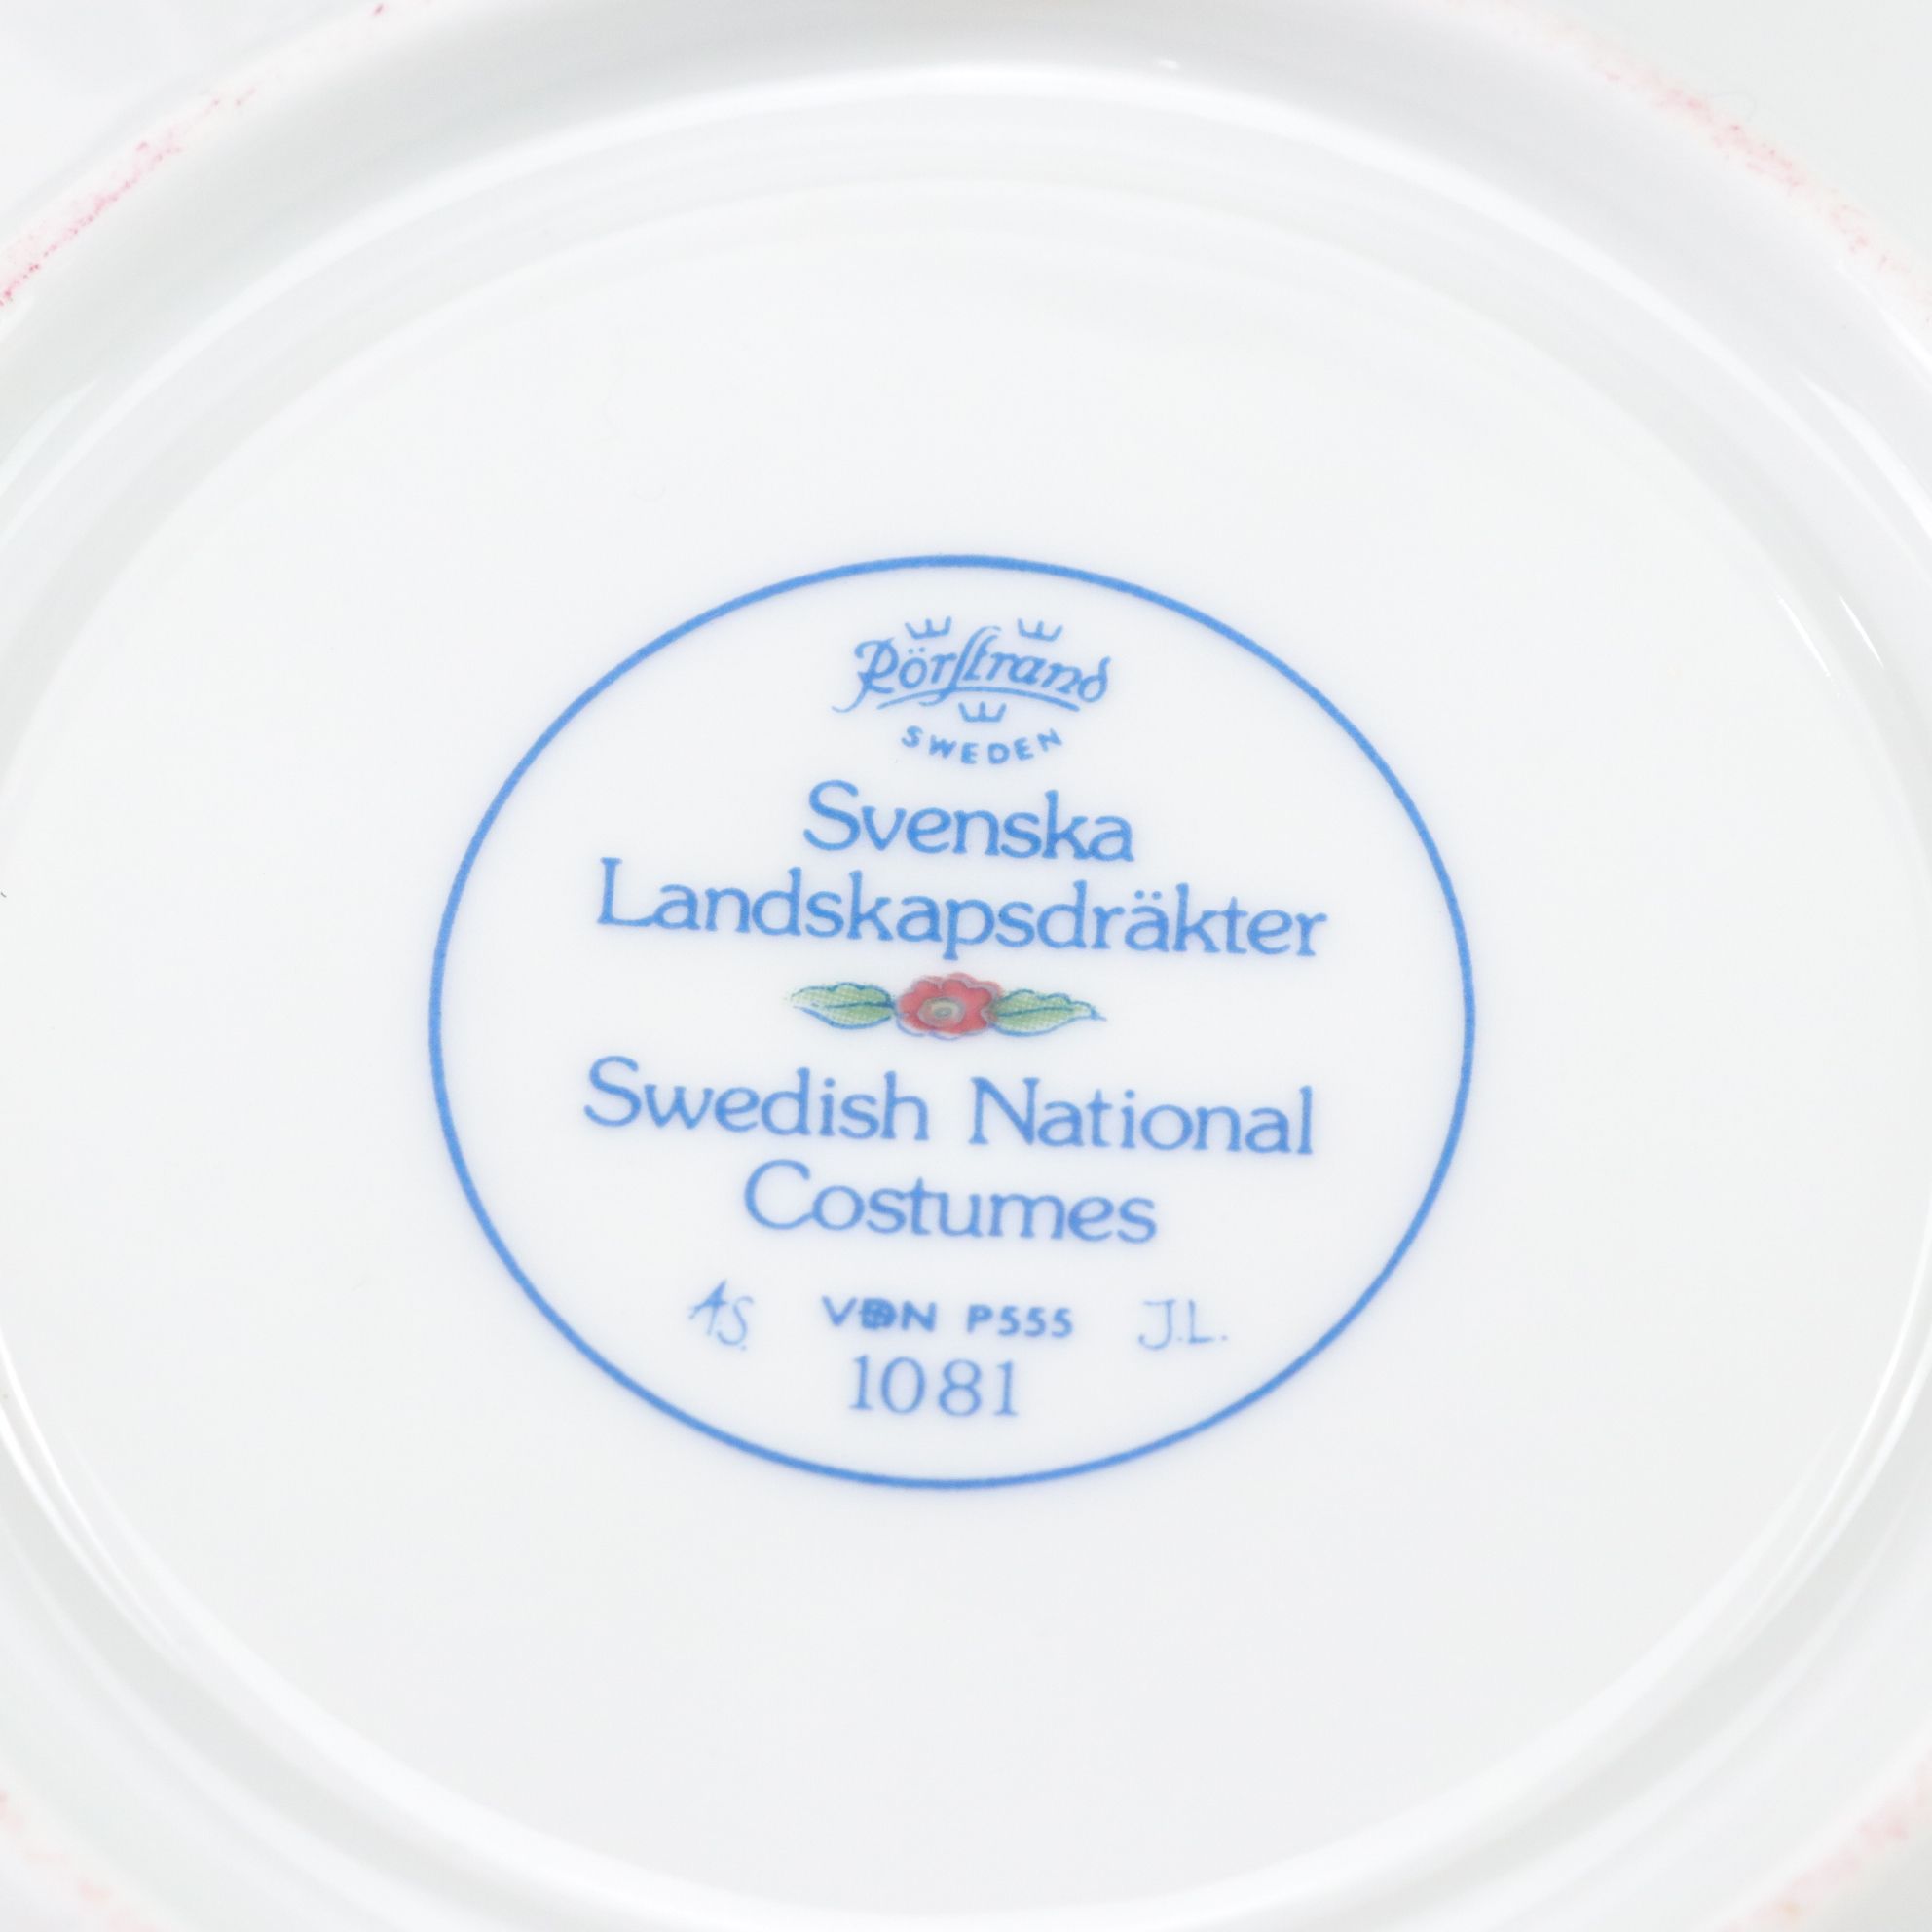 Rörstrand
SWEDEN
Svenska
Landskapsdräkter
Swedish National
Costumes
A.S. VDN P555 J.L.
1081